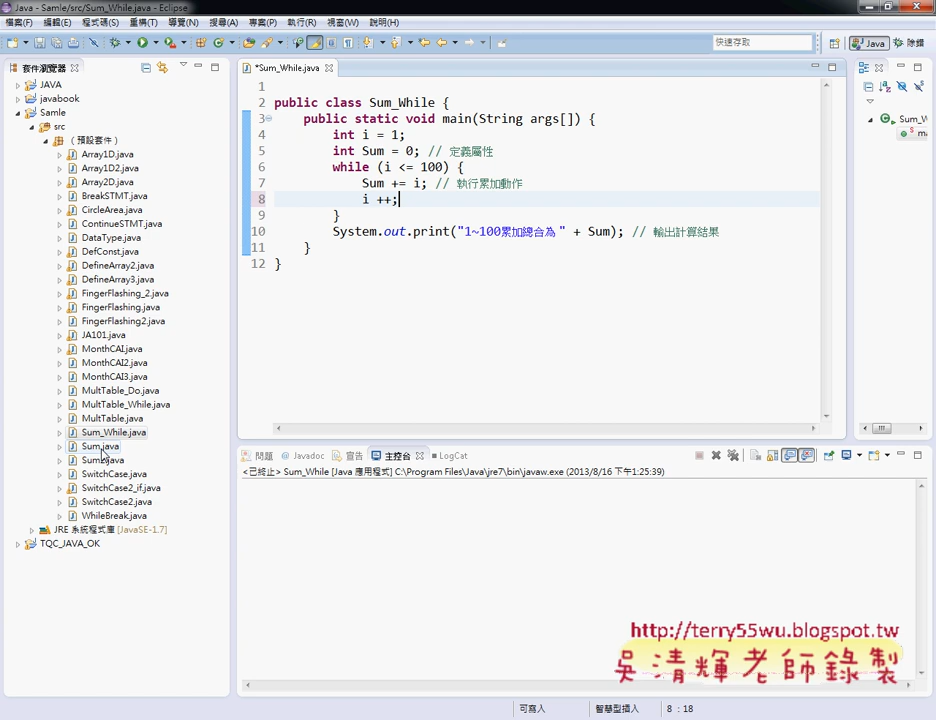 Java - Samle/src/Sum_While.java - Eclipse
檔案(F) 編輯(E) 程式碼(S) 重構(T) 導覽(N) 搜尋(A) 專案(P) 執行(R) 視窗(W) 說明(H)
快速存取 Java 除錯
套件瀏覽器
JAVA
javabook
Samle
src
（預設套件）
Array1D.java
Array1D2.java
Array2D.java
BreakSTMT.java
CircleArea.java
ContinueSTMT.java
DataType.java
DefConst.java
DefineArray2.java
DefineArray3.java
FingerFlashing_2.java
FingerFlashing.java
FingerFlashing2.java
JA101.java
MonthCAI.java
MonthCAI2.java
MonthCAI3.java
MultTable_Do.java
MultTable_While.java
MultTable.java
Sum_While.java
Sum.java
Sum2.java
SwitchCase.java
SwitchCase2_if.java
SwitchCase2.java
WhileBreak.java
JRE 系統程式庫 [JavaSE-1.7]
TQC_JAVA_OK
*Sum_While.java
1
2 public class Sum_While {
3 public static void main(String args[]) {
4 int i = 1;
5 int Sum = 0; // 定義屬性
6 while (i <= 100) {
7 Sum += i; // 執行累加動作
8 i ++;
9 }
10 System.out.print("1~100累加總合為 " + Sum); // 輸出計算結果
11 }
12 }
Sum_W
m
問題 Javadoc 宣告 主控台 LogCat
<已終止> Sum_While [Java 應用程式] C:\Program Files\Java\jre7\bin\javaw.exe (2013/8/16 下午1:25:39)
http://terry55wu.blogspot.tw
吳清輝老師錄製
可寫入 智慧型插入 8 : 18